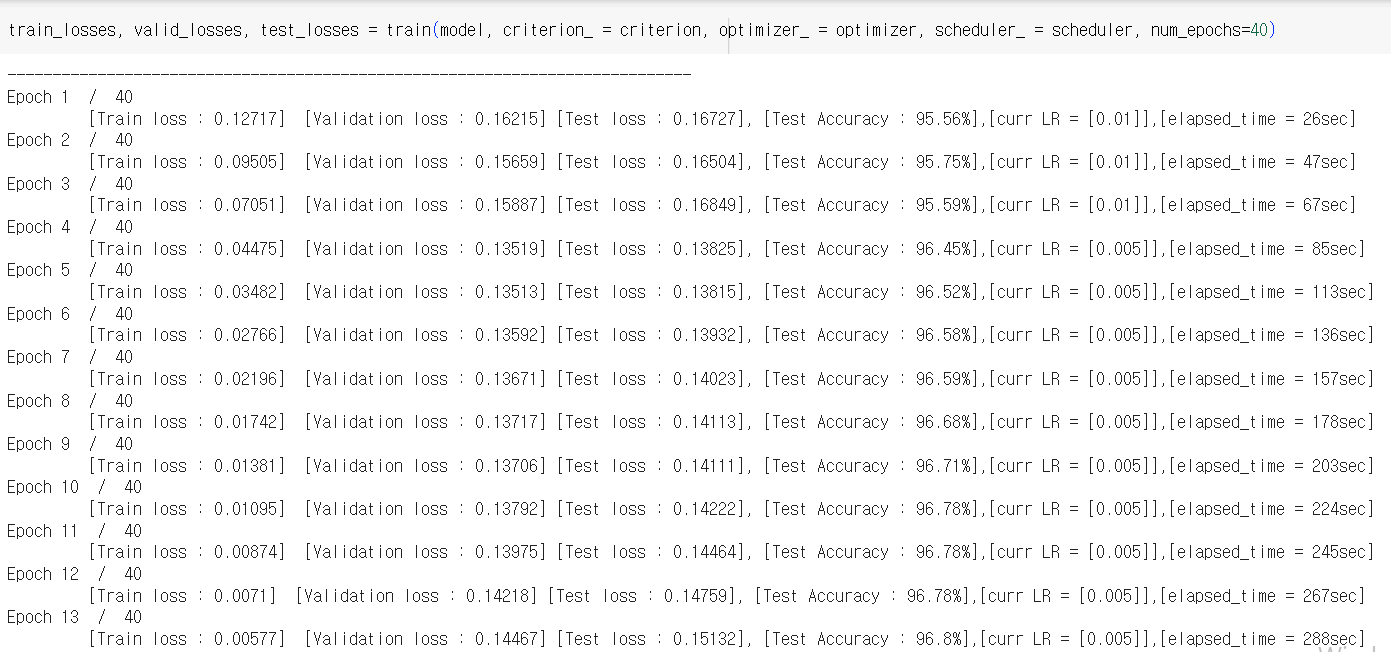 train_losses, valid_losses, test_losses = train(model, criterion_ = criterion, optimizer_ = optimizer, scheduler_ = scheduler, num_epochs=40)
----------------------------------------------------------------------------
Epoch 1  /  40
[Train loss : 0.12717]  [Validation loss : 0.16215] [Test loss : 0.16727], [Test Accuracy : 95.56%],[curr LR = [0.01]],[elapsed_time = 26sec]
Epoch 2  /  40
[Train loss : 0.09505]  [Validation loss : 0.15659] [Test loss : 0.16504], [Test Accuracy : 95.75%],[curr LR = [0.01]],[elapsed_time = 47sec]
Epoch 3  /  40
[Train loss : 0.07051]  [Validation loss : 0.15887] [Test loss : 0.16849], [Test Accuracy : 95.59%],[curr LR = [0.01]],[elapsed_time = 67sec]
Epoch 4  /  40
[Train loss : 0.04475]  [Validation loss : 0.13519] [Test loss : 0.13825], [Test Accuracy : 96.45%],[curr LR = [0.005]],[elapsed_time = 85sec]
Epoch 5  /  40
[Train loss : 0.03482]  [Validation loss : 0.13513] [Test loss : 0.13815], [Test Accuracy : 96.52%],[curr LR = [0.005]],[elapsed_time = 113sec]
Epoch 6  /  40
[Train loss : 0.02766]  [Validation loss : 0.13592] [Test loss : 0.13932], [Test Accuracy : 96.58%],[curr LR = [0.005]],[elapsed_time = 136sec]
Epoch 7  /  40
[Train loss : 0.02196]  [Validation loss : 0.13671] [Test loss : 0.14023], [Test Accuracy : 96.59%],[curr LR = [0.005]],[elapsed_time = 157sec]
Epoch 8  /  40
[Train loss : 0.01742]  [Validation loss : 0.13717] [Test loss : 0.14113], [Test Accuracy : 96.68%],[curr LR = [0.005]],[elapsed_time = 178sec]
Epoch 9  /  40
[Train loss : 0.01381]  [Validation loss : 0.13706] [Test loss : 0.14111], [Test Accuracy : 96.71%],[curr LR = [0.005]],[elapsed_time = 203sec]
Epoch 10  /  40
[Train loss : 0.01095]  [Validation loss : 0.13792] [Test loss : 0.14222], [Test Accuracy : 96.78%],[curr LR = [0.005]],[elapsed_time = 224sec]
Epoch 11  /  40
[Train loss : 0.00874]  [Validation loss : 0.13975] [Test loss : 0.14464], [Test Accuracy : 96.78%],[curr LR = [0.005]],[elapsed_time = 245sec]
Epoch 12  /  40
[Train loss : 0.0071]  [Validation loss : 0.14218] [Test loss : 0.14759], [Test Accuracy : 96.78%],[curr LR = [0.005]],[elapsed_time = 267sec]
Epoch 13  /  40
[Train loss : 0.00577]  [Validation loss : 0.14467] [Test loss : 0.15132], [Test Accuracy : 96.8%],[curr LR = [0.005]],[elapsed_time = 288sec]